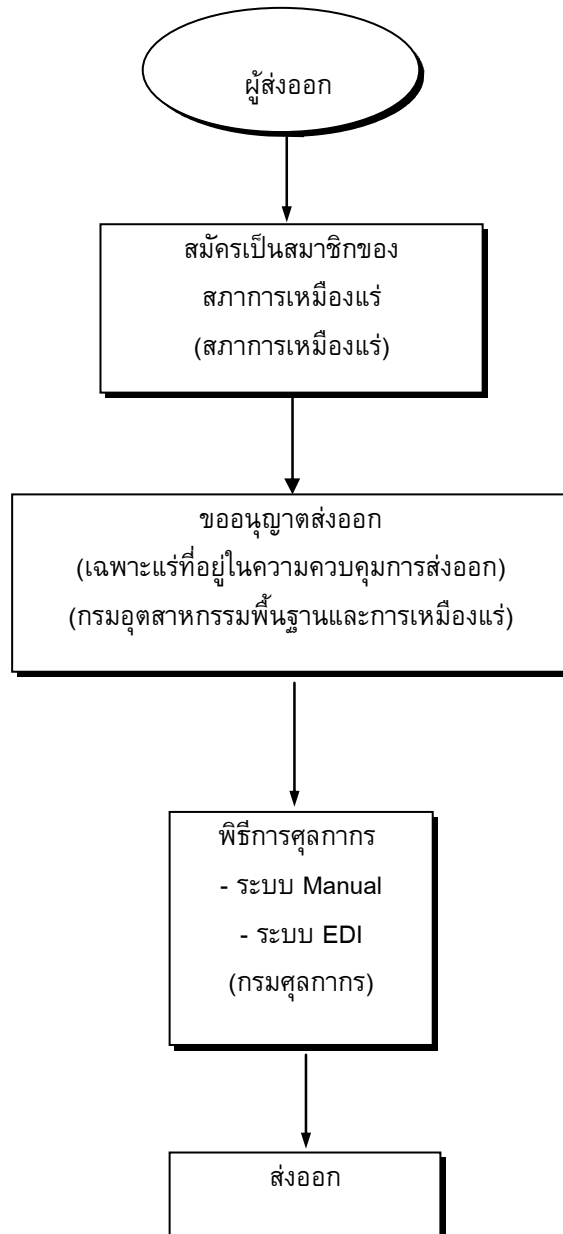 ผู้ส่งออก
สมัครเป็นสมาชิกของ
สภาการเหมืองแร่
(สภาการเหมืองแร่)
ขออนุญาตส่งออก
(เฉพาะแร่ที่อยู่ในความควบคุมการส่งออก)
(กรมอุตสาหกรรมพื้นฐานและการเหมืองแร่)
พิธีการศุลกากร
- ระบบ Manual
- ระบบ EDI
(กรมศุลกากร)
ส่งออก